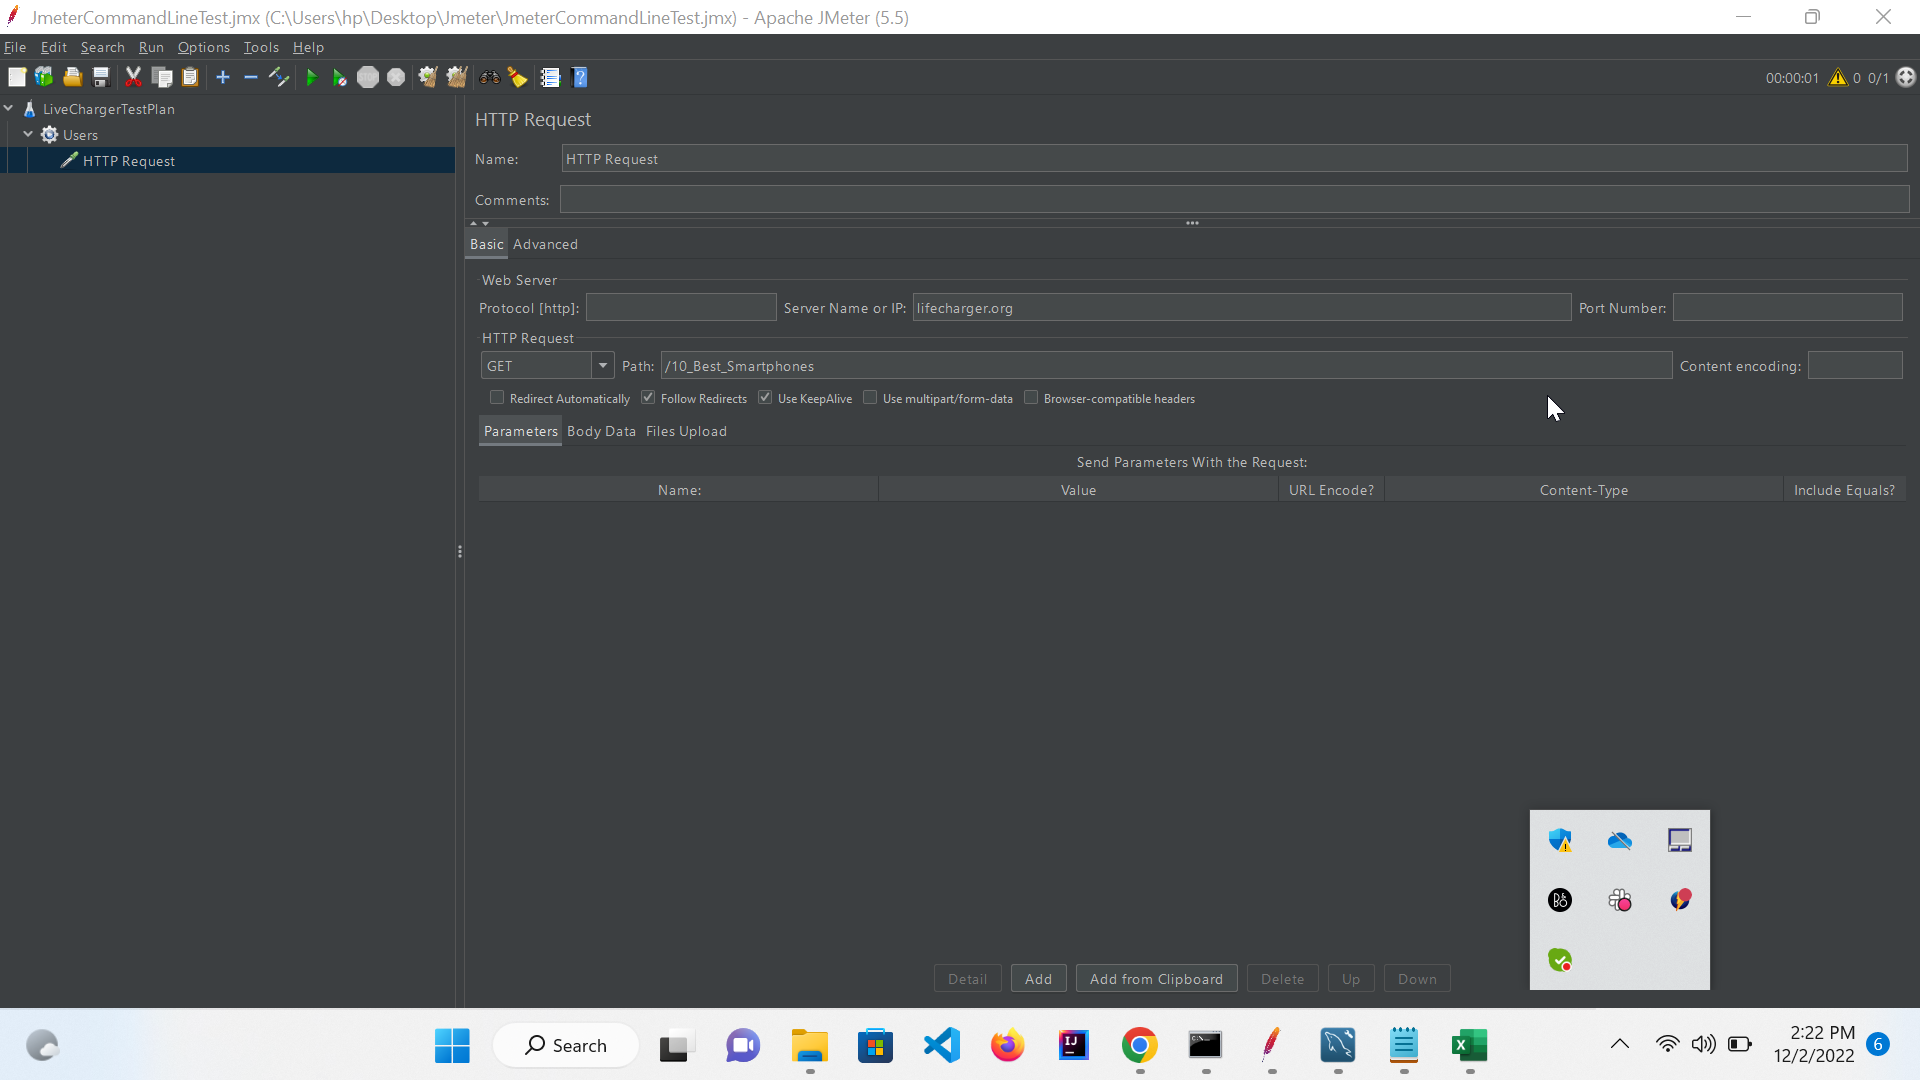 JmeterCommandLineTest.jmx (C:\Users\hp\Desktop\Jmeter\JmeterCommandLineTest.jmx) - Apache JMeter (5.5)
File Edit Search Run Options Tools Help
00:00:01 0 0/1
LiveChargerTestPlan
Users
HTTP Request
HTTP Request
Name: HTTP Request
Comments:
Basic Advanced
Web Server
Protocol [http]: Server Name or IP: lifecharger.org Port Number:
HTTP Request
GET Path: /10_Best_Smartphones Content encoding:
Redirect Automatically Follow Redirects Use KeepAlive Use multipart/form-data Browser-compatible headers
Parameters Body Data Files Upload
Send Parameters With the Request:
Name: Value URL Encode? Content-Type Include Equals?
Detail Add Add from Clipboard Delete Up Down
Search
2:22 PM
12/2/2022
6